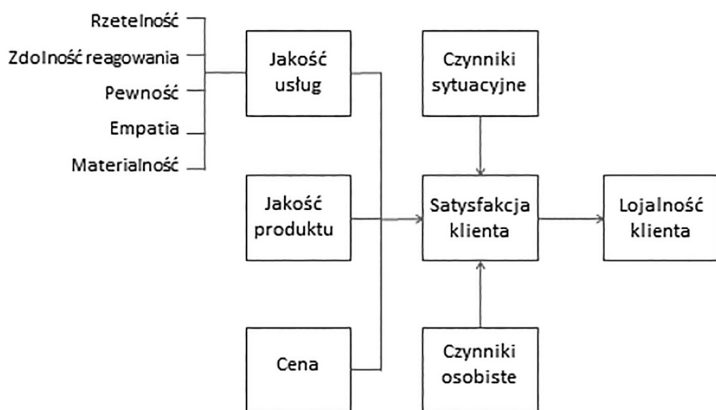 Rzetelność
Zdolność reagowania
Pewność
Empatia
Materialność
Jakość
usług
Czynniki
sytuacyjne
Jakość
produktu
Satysfakcja
klienta
Lojalność
klienta
Cena
Czynniki
osobiste